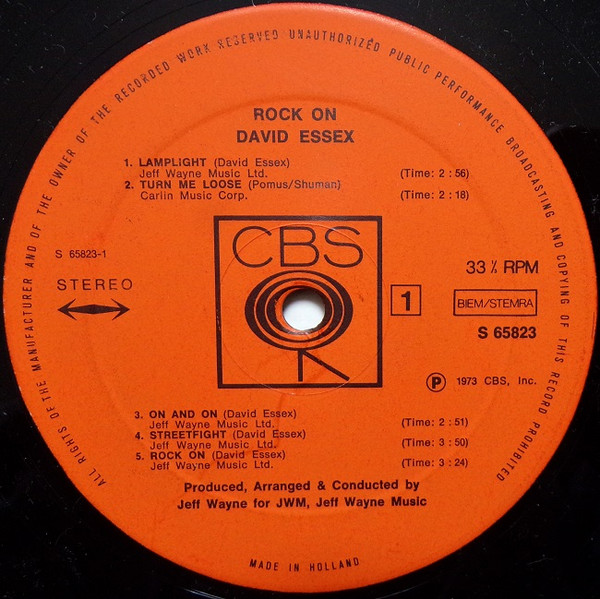 ALL RIGHTS OF THE MANUFACTURER AND OF THE OWNER OF THE RECORDED WORK RESERVED UNAUTHORIZED PUBLIC PERFORMANCE BROADCASTING AND COPYING OF THIS RECORD PROHIBITED
ROCK ON
DAVID ESSEX
1. LAMPLIGHT (David Essex)
Jeff Wayne Music Ltd. (Time: 2 : 56)
2. TURN ME LOOSE (Pomus/Shuman)
Carlin Music Corp. (Time: 2 : 18)
CBS
S 65823-1
STEREO
33⅓ RPM
1
BIEM/STEMRA
S 65823
Ⓟ 1973 CBS, Inc.
3. ON AND ON (David Essex)
Jeff Wayne Music Ltd. (Time: 2 : 51)
4. STREETFIGHT (David Essex)
Jeff Wayne Music Ltd. (Time: 3 : 50)
5. ROCK ON (David Essex)
Jeff Wayne Music Ltd. (Time: 3 : 24)
Produced, Arranged & Conducted by
Jeff Wayne for JWM, Jeff Wayne Music
MADE IN HOLLAND